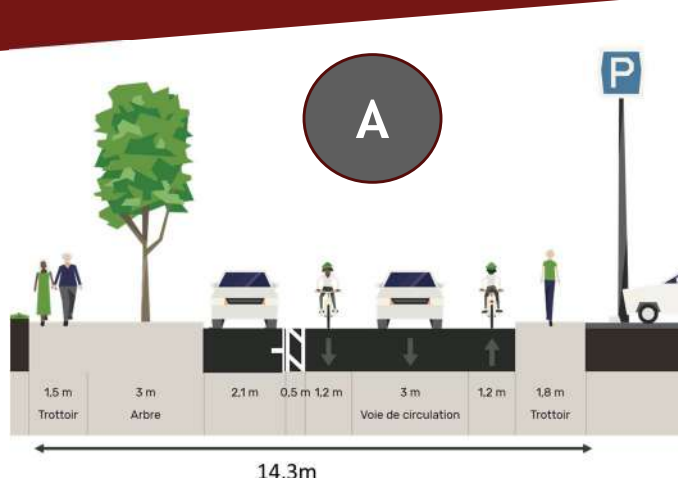 A
P
1,5 m 3 m 2,1 m 0,5 m 1,2 m 3 m 1,2 m 1,8 m
Trottoir Arbre Voie de circulation Trottoir
14.3m